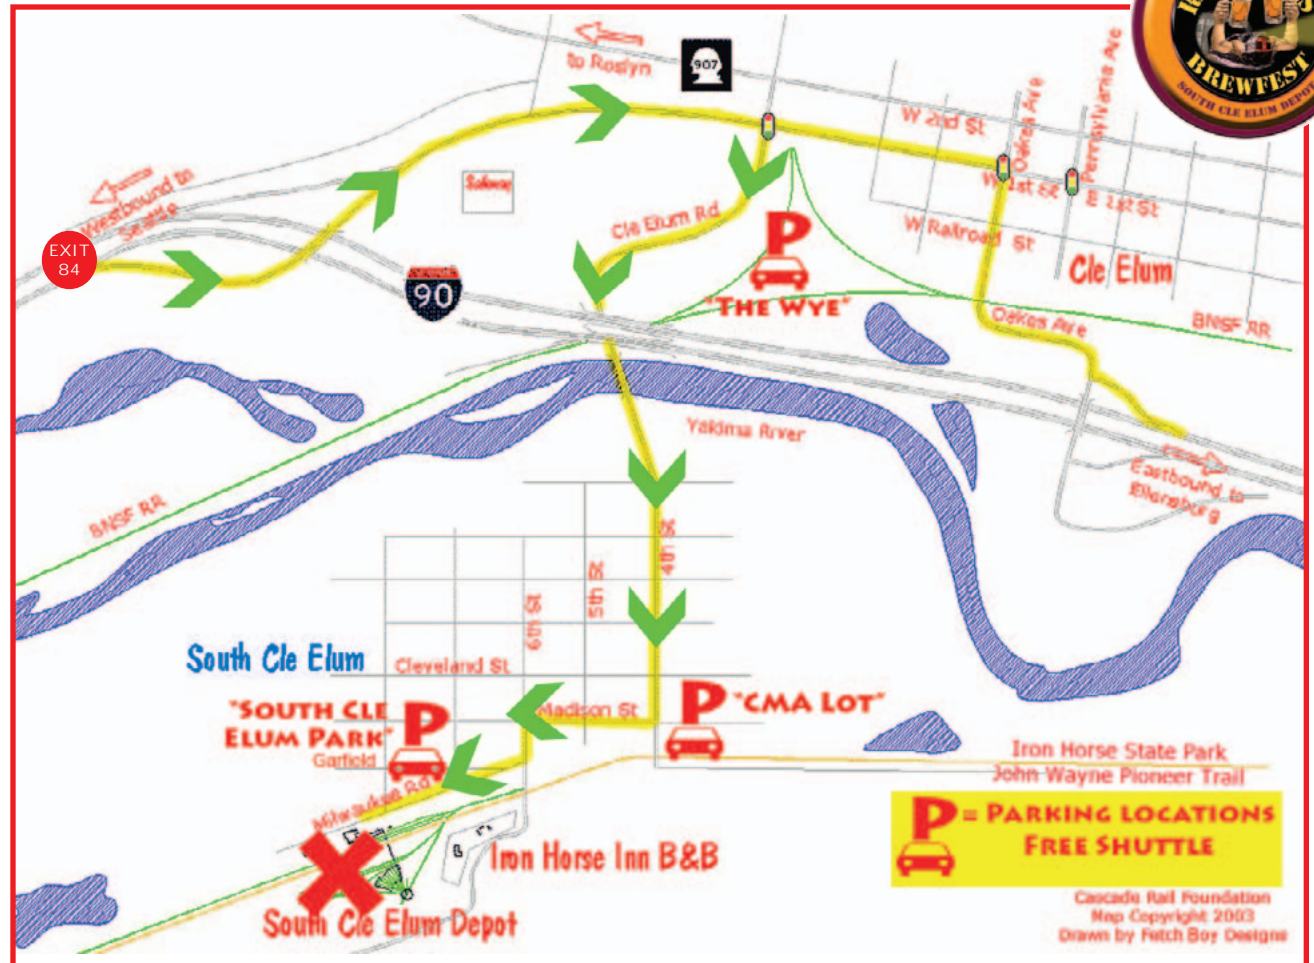 BREWFEST
SOUTH CLE ELUM DEPOT
to Roslyn
907
Oakes Ave
Pennsylvania Ave
W 2nd St
W 1st St
E 1st St
Westbound to
Seattle
Safeway
EXIT
84
Cle Elum Rd
W Railroad St
Cle Elum
90
P
"THE WYE"
Oakes Ave
BNSF RR
Yakima River
Eastbound to
Ellensburg
BNSF RR
4th St
5th St
6th St
South Cle Elum
Cleveland St
"SOUTH CLE
ELUM PARK"
P
Madison St
P
"CMA LOT"
Garfield
Milwaukee Rd
Iron Horse State Park
John Wayne Pioneer Trail
Iron Horse Inn B&B
South Cle Elum Depot
P = PARKING LOCATIONS
FREE SHUTTLE
Cascade Rail Foundation
Map Copyright 2003
Drawn by Fetch Boy Designs